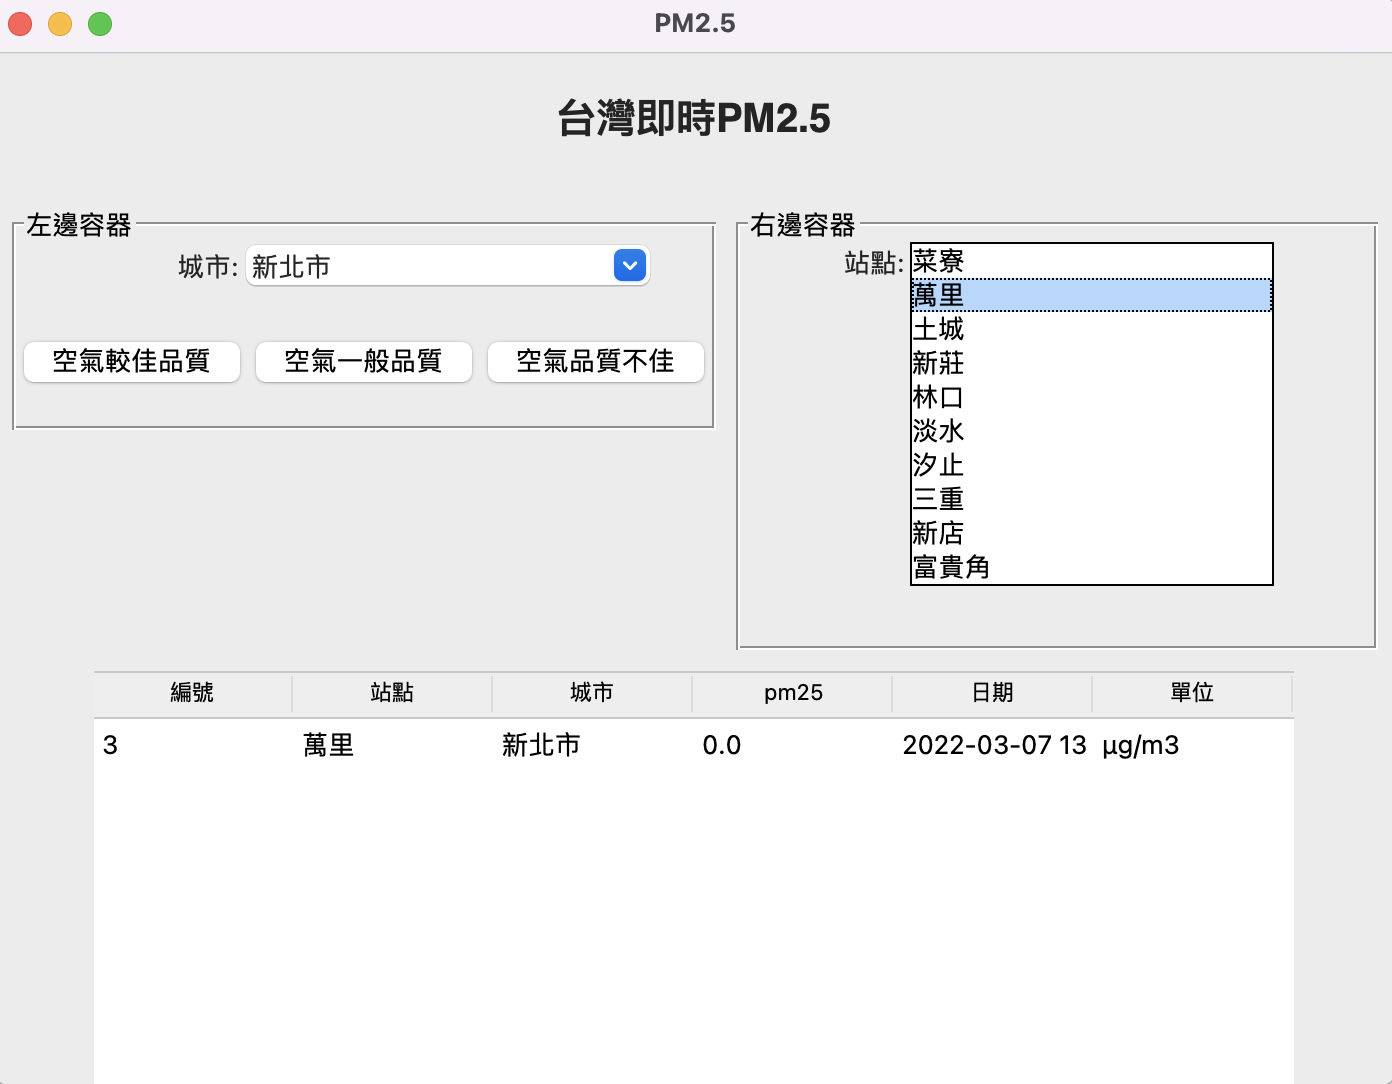 PM2.5
台灣即時PM2.5
左邊容器
城市: 新北市
空氣較佳品質 空氣一般品質 空氣品質不佳
右邊容器
站點:
菜寮
萬里
土城
新莊
林口
淡水
汐止
三重
新店
富貴角
編號 站點 城市 pm25 日期 單位
3 萬里 新北市 0.0 2022-03-07 13 μg/m3